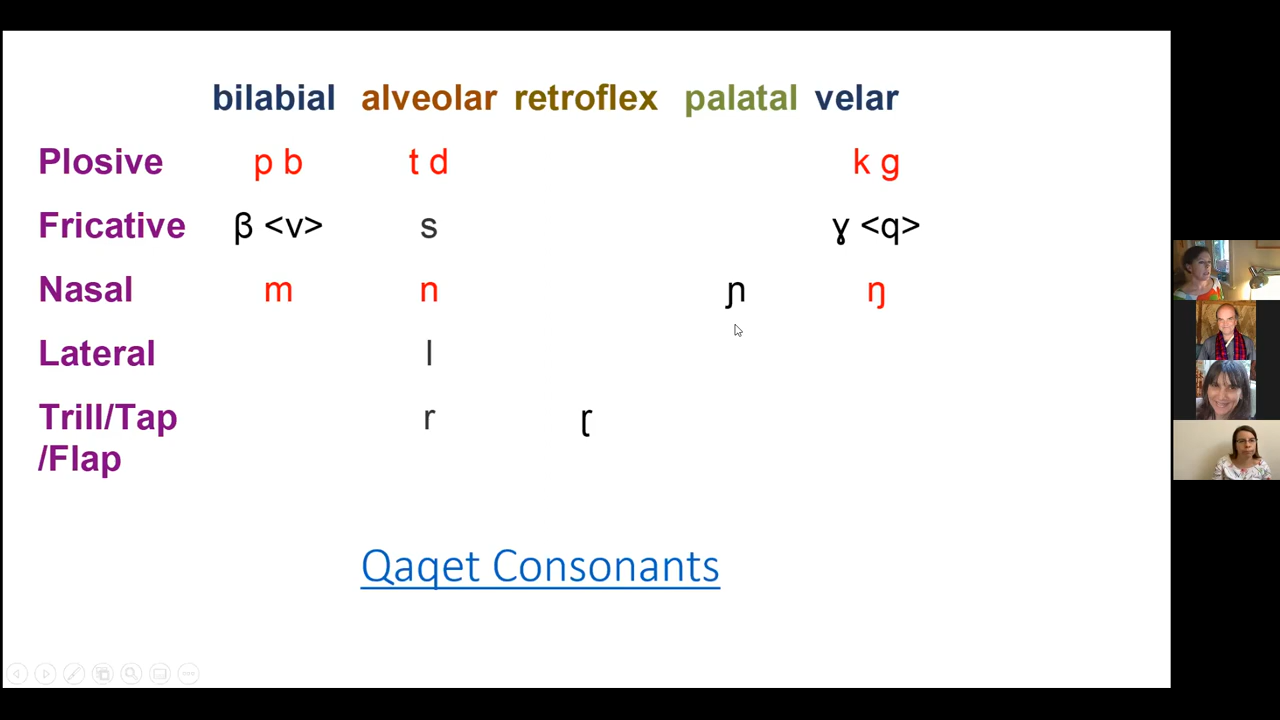 bilabial alveolar retroflex palatal velar
Plosive p b t d k g
Fricative β <v> s ɣ <q>
Nasal m n ɲ ŋ
Lateral l
Trill/Tap r ɽ
/Flap
Qaqet Consonants